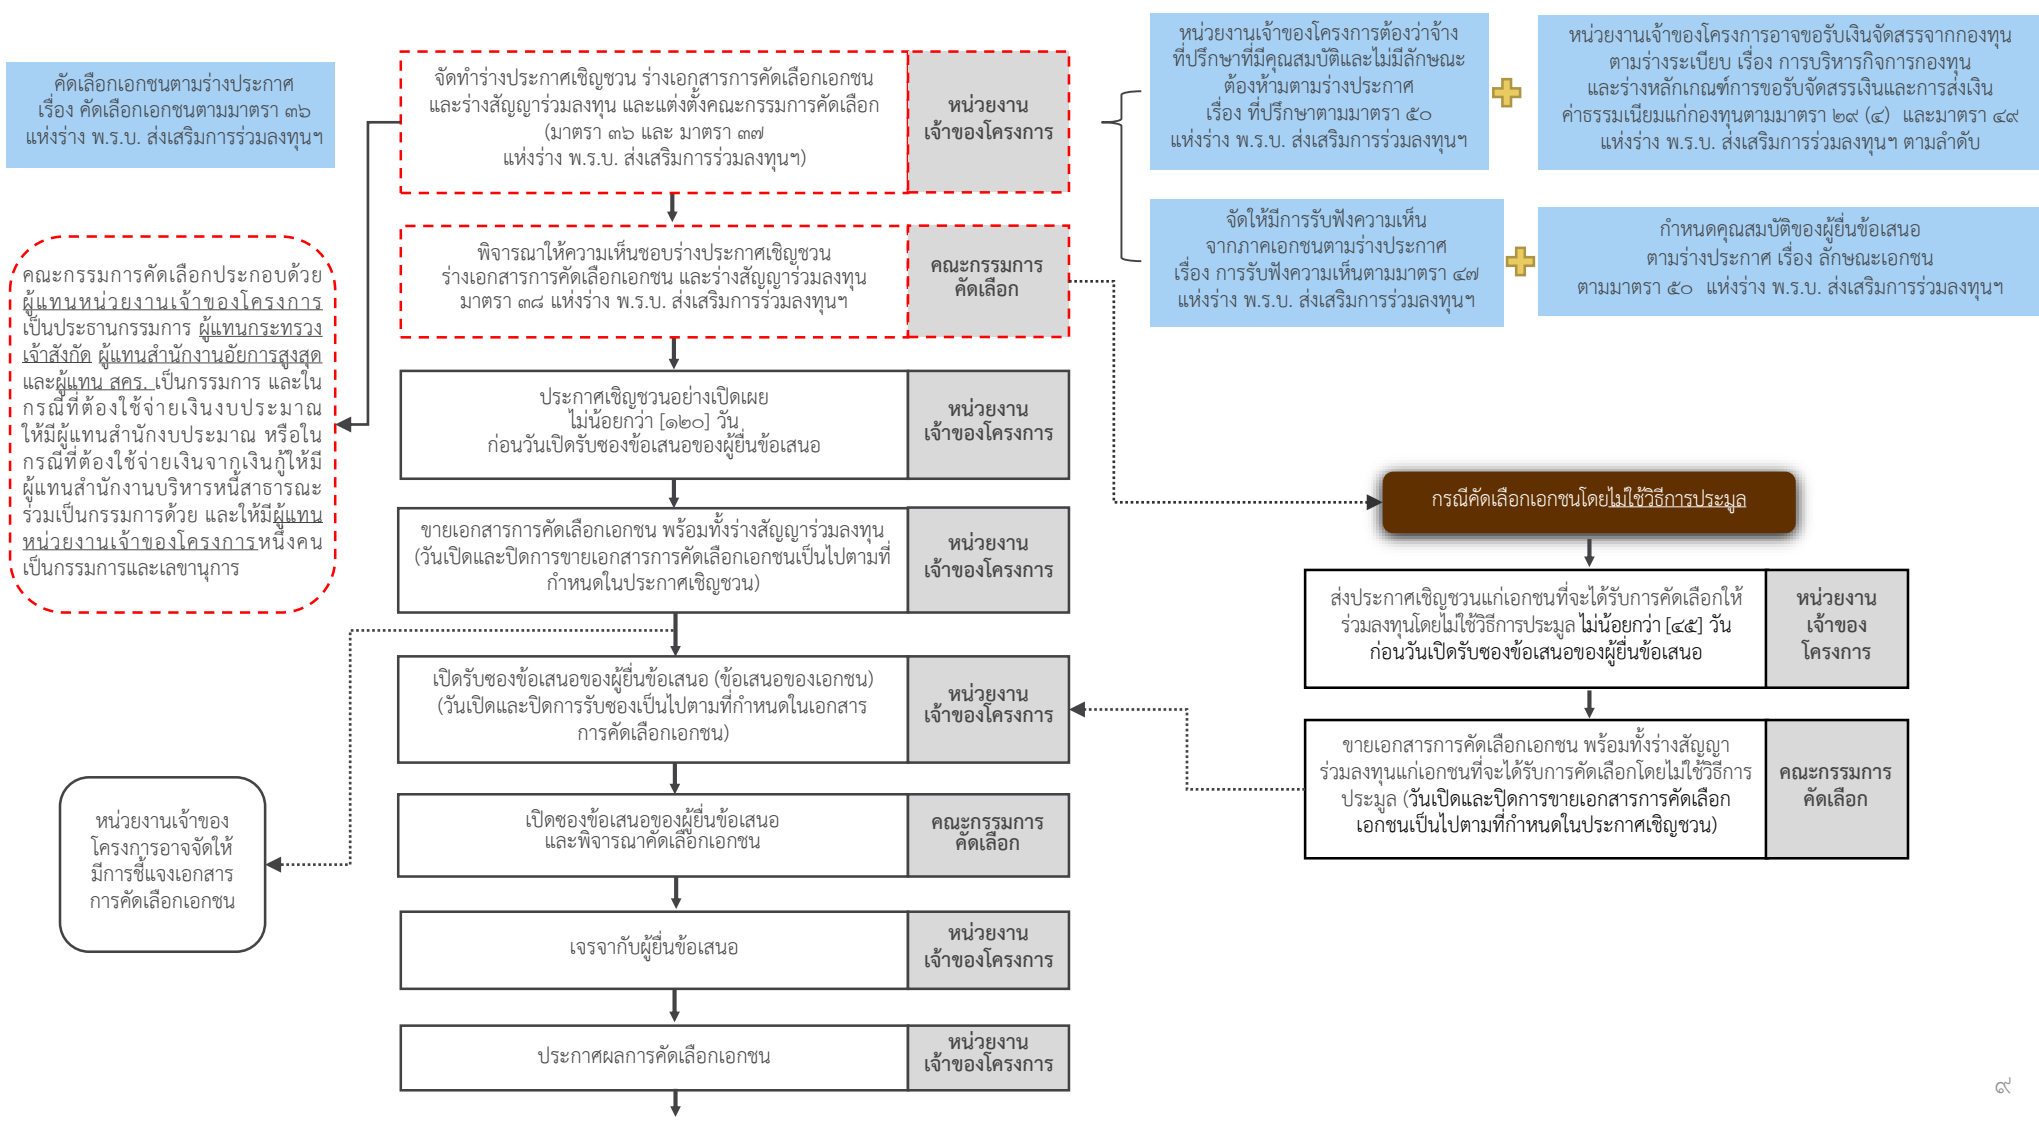 คัดเลือกเอกชนตามร่างประกาศ
เรื่อง คัดเลือกเอกชนตามมาตรา ๓๖
แห่งร่าง พ.ร.บ. ส่งเสริมการร่วมลงทุนฯ
จัดทำร่างประกาศเชิญชวน ร่างเอกสารการคัดเลือกเอกชน
และร่างสัญญาร่วมลงทุน และแต่งตั้งคณะกรรมการคัดเลือก
(มาตรา ๓๖ และ มาตรา ๓๗
แห่งร่าง พ.ร.บ. ส่งเสริมการร่วมลงทุนฯ)
หน่วยงาน
เจ้าของโครงการ
หน่วยงานเจ้าของโครงการต้องว่าจ้าง
ที่ปรึกษาที่มีคุณสมบัติและไม่มีลักษณะ
ต้องห้ามตามร่างประกาศ
เรื่อง ที่ปรึกษาตามมาตรา ๕๐
แห่งร่าง พ.ร.บ. ส่งเสริมการร่วมลงทุนฯ
หน่วยงานเจ้าของโครงการอาจขอรับเงินจัดสรรจากกองทุน
ตามร่างระเบียบ เรื่อง การบริหารกิจการกองทุน
และร่างหลักเกณฑ์การขอรับจัดสรรเงินและการส่งเงิน
ค่าธรรมเนียมแก่กองทุนตามมาตรา ๒๙ (๔) และมาตรา ๔๙
แห่งร่าง พ.ร.บ. ส่งเสริมการร่วมลงทุนฯ ตามลำดับ
จัดให้มีการรับฟังความเห็น
จากภาคเอกชนตามร่างประกาศ
เรื่อง การรับฟังความเห็นตามมาตรา ๔๗
แห่งร่าง พ.ร.บ. ส่งเสริมการร่วมลงทุนฯ
กำหนดคุณสมบัติของผู้ยื่นข้อเสนอ
ตามร่างประกาศ เรื่อง ลักษณะเอกชน
ตามมาตรา ๕๐ แห่งร่าง พ.ร.บ. ส่งเสริมการร่วมลงทุนฯ
คณะกรรมการคัดเลือกประกอบด้วย
ผู้แทนหน่วยงานเจ้าของโครงการ
เป็นประธานกรรมการ ผู้แทนกระทรวง
เจ้าสังกัด ผู้แทนสำนักงานอัยการสูงสุด
และผู้แทน สคร. เป็นกรรมการ และใน
กรณีที่ต้องใช้จ่ายเงินงบประมาณ
ให้มีผู้แทนสำนักงบประมาณ หรือใน
กรณีที่ต้องใช้จ่ายเงินจากเงินกู้ให้มี
ผู้แทนสำนักงานบริหารหนี้สาธารณะ
ร่วมเป็นกรรมการด้วย และให้มีผู้แทน
หน่วยงานเจ้าของโครงการหนึ่งคน
เป็นกรรมการและเลขานุการ
พิจารณาให้ความเห็นชอบร่างประกาศเชิญชวน
ร่างเอกสารการคัดเลือกเอกชน และร่างสัญญาร่วมลงทุน
มาตรา ๓๘ แห่งร่าง พ.ร.บ. ส่งเสริมการร่วมลงทุนฯ
คณะกรรมการ
คัดเลือก
ประกาศเชิญชวนอย่างเปิดเผย
ไม่น้อยกว่า [๑๒๐] วัน
ก่อนวันเปิดรับซองข้อเสนอของผู้ยื่นข้อเสนอ
หน่วยงาน
เจ้าของโครงการ
ขายเอกสารการคัดเลือกเอกชน พร้อมทั้งร่างสัญญาร่วมลงทุน
(วันเปิดและปิดการขายเอกสารการคัดเลือกเอกชนเป็นไปตามที่
กำหนดในประกาศเชิญชวน)
หน่วยงาน
เจ้าของโครงการ
กรณีคัดเลือกเอกชนโดยไม่ใช้วิธีการประมูล
ส่งประกาศเชิญชวนแก่เอกชนที่จะได้รับการคัดเลือกให้
ร่วมลงทุนโดยไม่ใช้วิธีการประมูล ไม่น้อยกว่า [๔๕] วัน
ก่อนวันเปิดรับซองข้อเสนอของผู้ยื่นข้อเสนอ
หน่วยงาน
เจ้าของ
โครงการ
เปิดรับซองข้อเสนอของผู้ยื่นข้อเสนอ (ข้อเสนอของเอกชน)
(วันเปิดและปิดการรับซองเป็นไปตามที่กำหนดในเอกสาร
การคัดเลือกเอกชน)
หน่วยงาน
เจ้าของโครงการ
ขายเอกสารการคัดเลือกเอกชน พร้อมทั้งร่างสัญญา
ร่วมลงทุนแก่เอกชนที่จะได้รับการคัดเลือกโดยไม่ใช้วิธีการ
ประมูล (วันเปิดและปิดการขายเอกสารการคัดเลือก
เอกชนเป็นไปตามที่กำหนดในประกาศเชิญชวน)
คณะกรรมการ
คัดเลือก
หน่วยงานเจ้าของ
โครงการอาจจัดให้
มีการชี้แจงเอกสาร
การคัดเลือกเอกชน
เปิดซองข้อเสนอของผู้ยื่นข้อเสนอ
และพิจารณาคัดเลือกเอกชน
คณะกรรมการ
คัดเลือก
เจรจากับผู้ยื่นข้อเสนอ
หน่วยงาน
เจ้าของโครงการ
ประกาศผลการคัดเลือกเอกชน
หน่วยงาน
เจ้าของโครงการ
๙